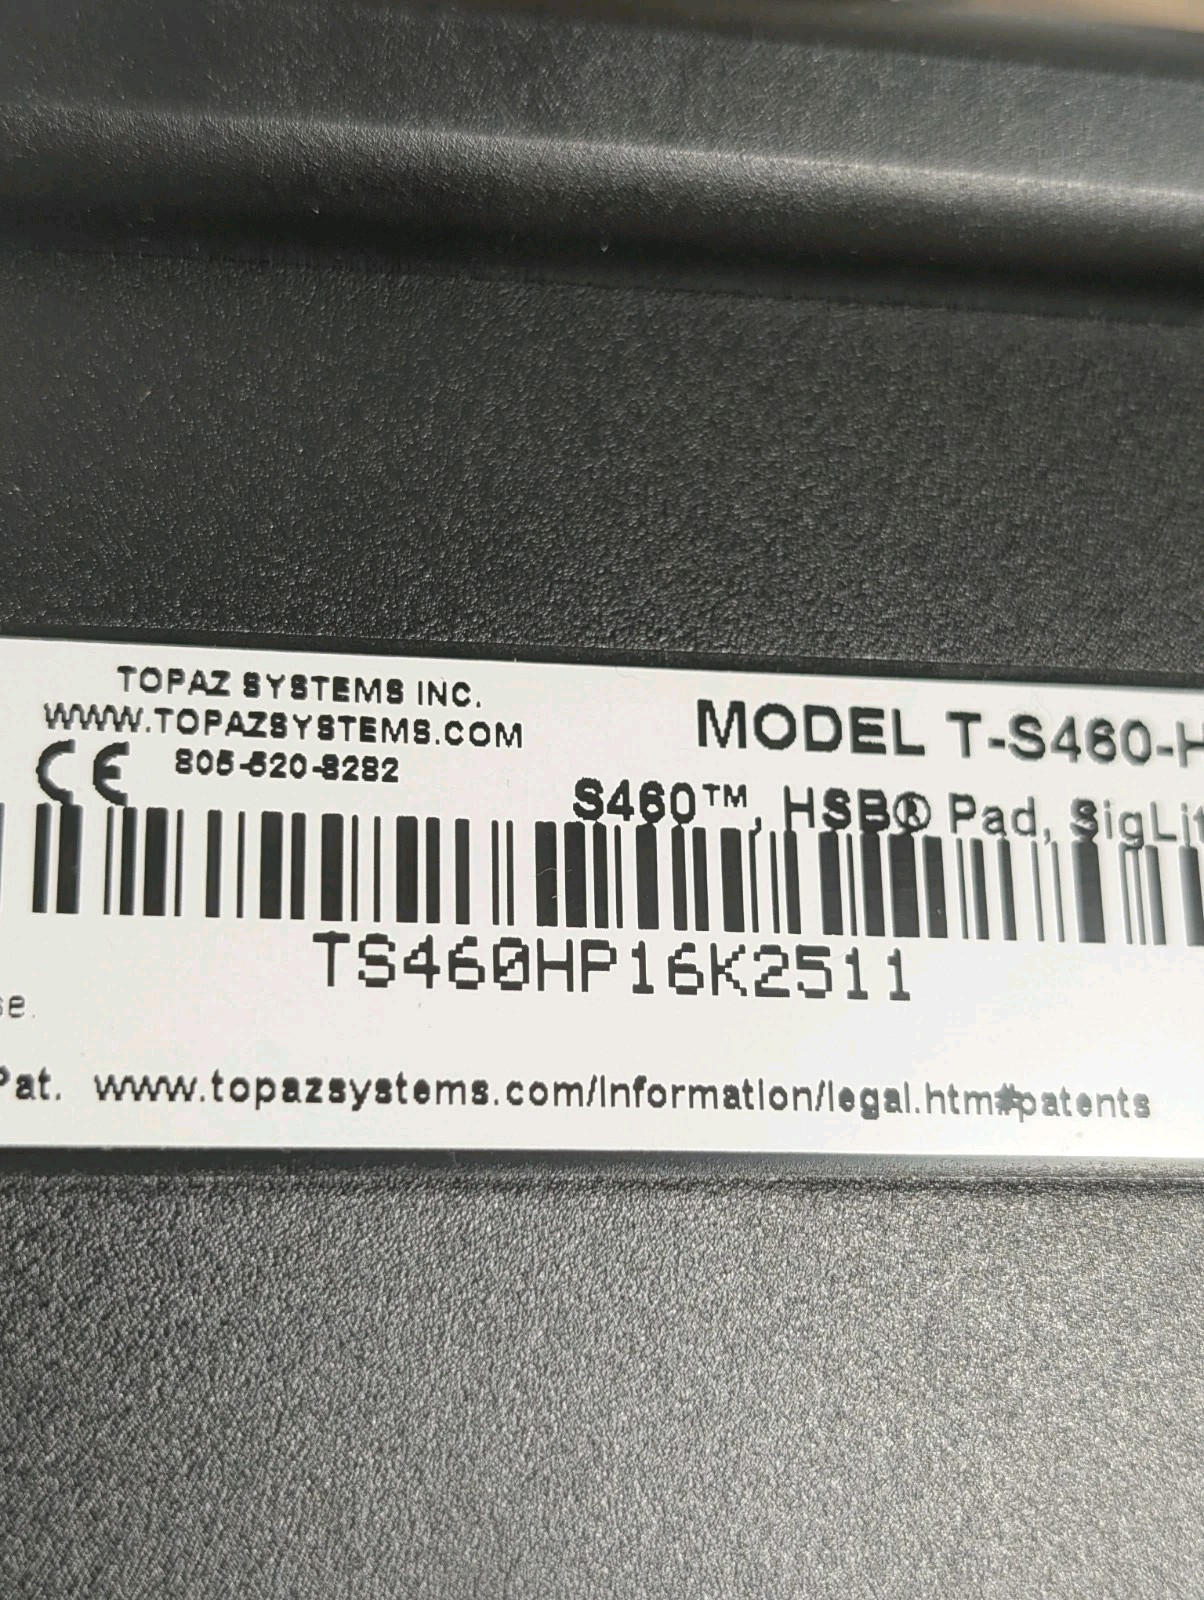 TOPAZ SYSTEMS INC.
WWW.TOPAZSYSTEMS.COM
CE 805-520-8282
MODEL T-S460-H
S460™, HSB® Pad, SigLit
TS460HP16K2511
se.
Pat. www.topazsystems.com/information/legal.htm#patents